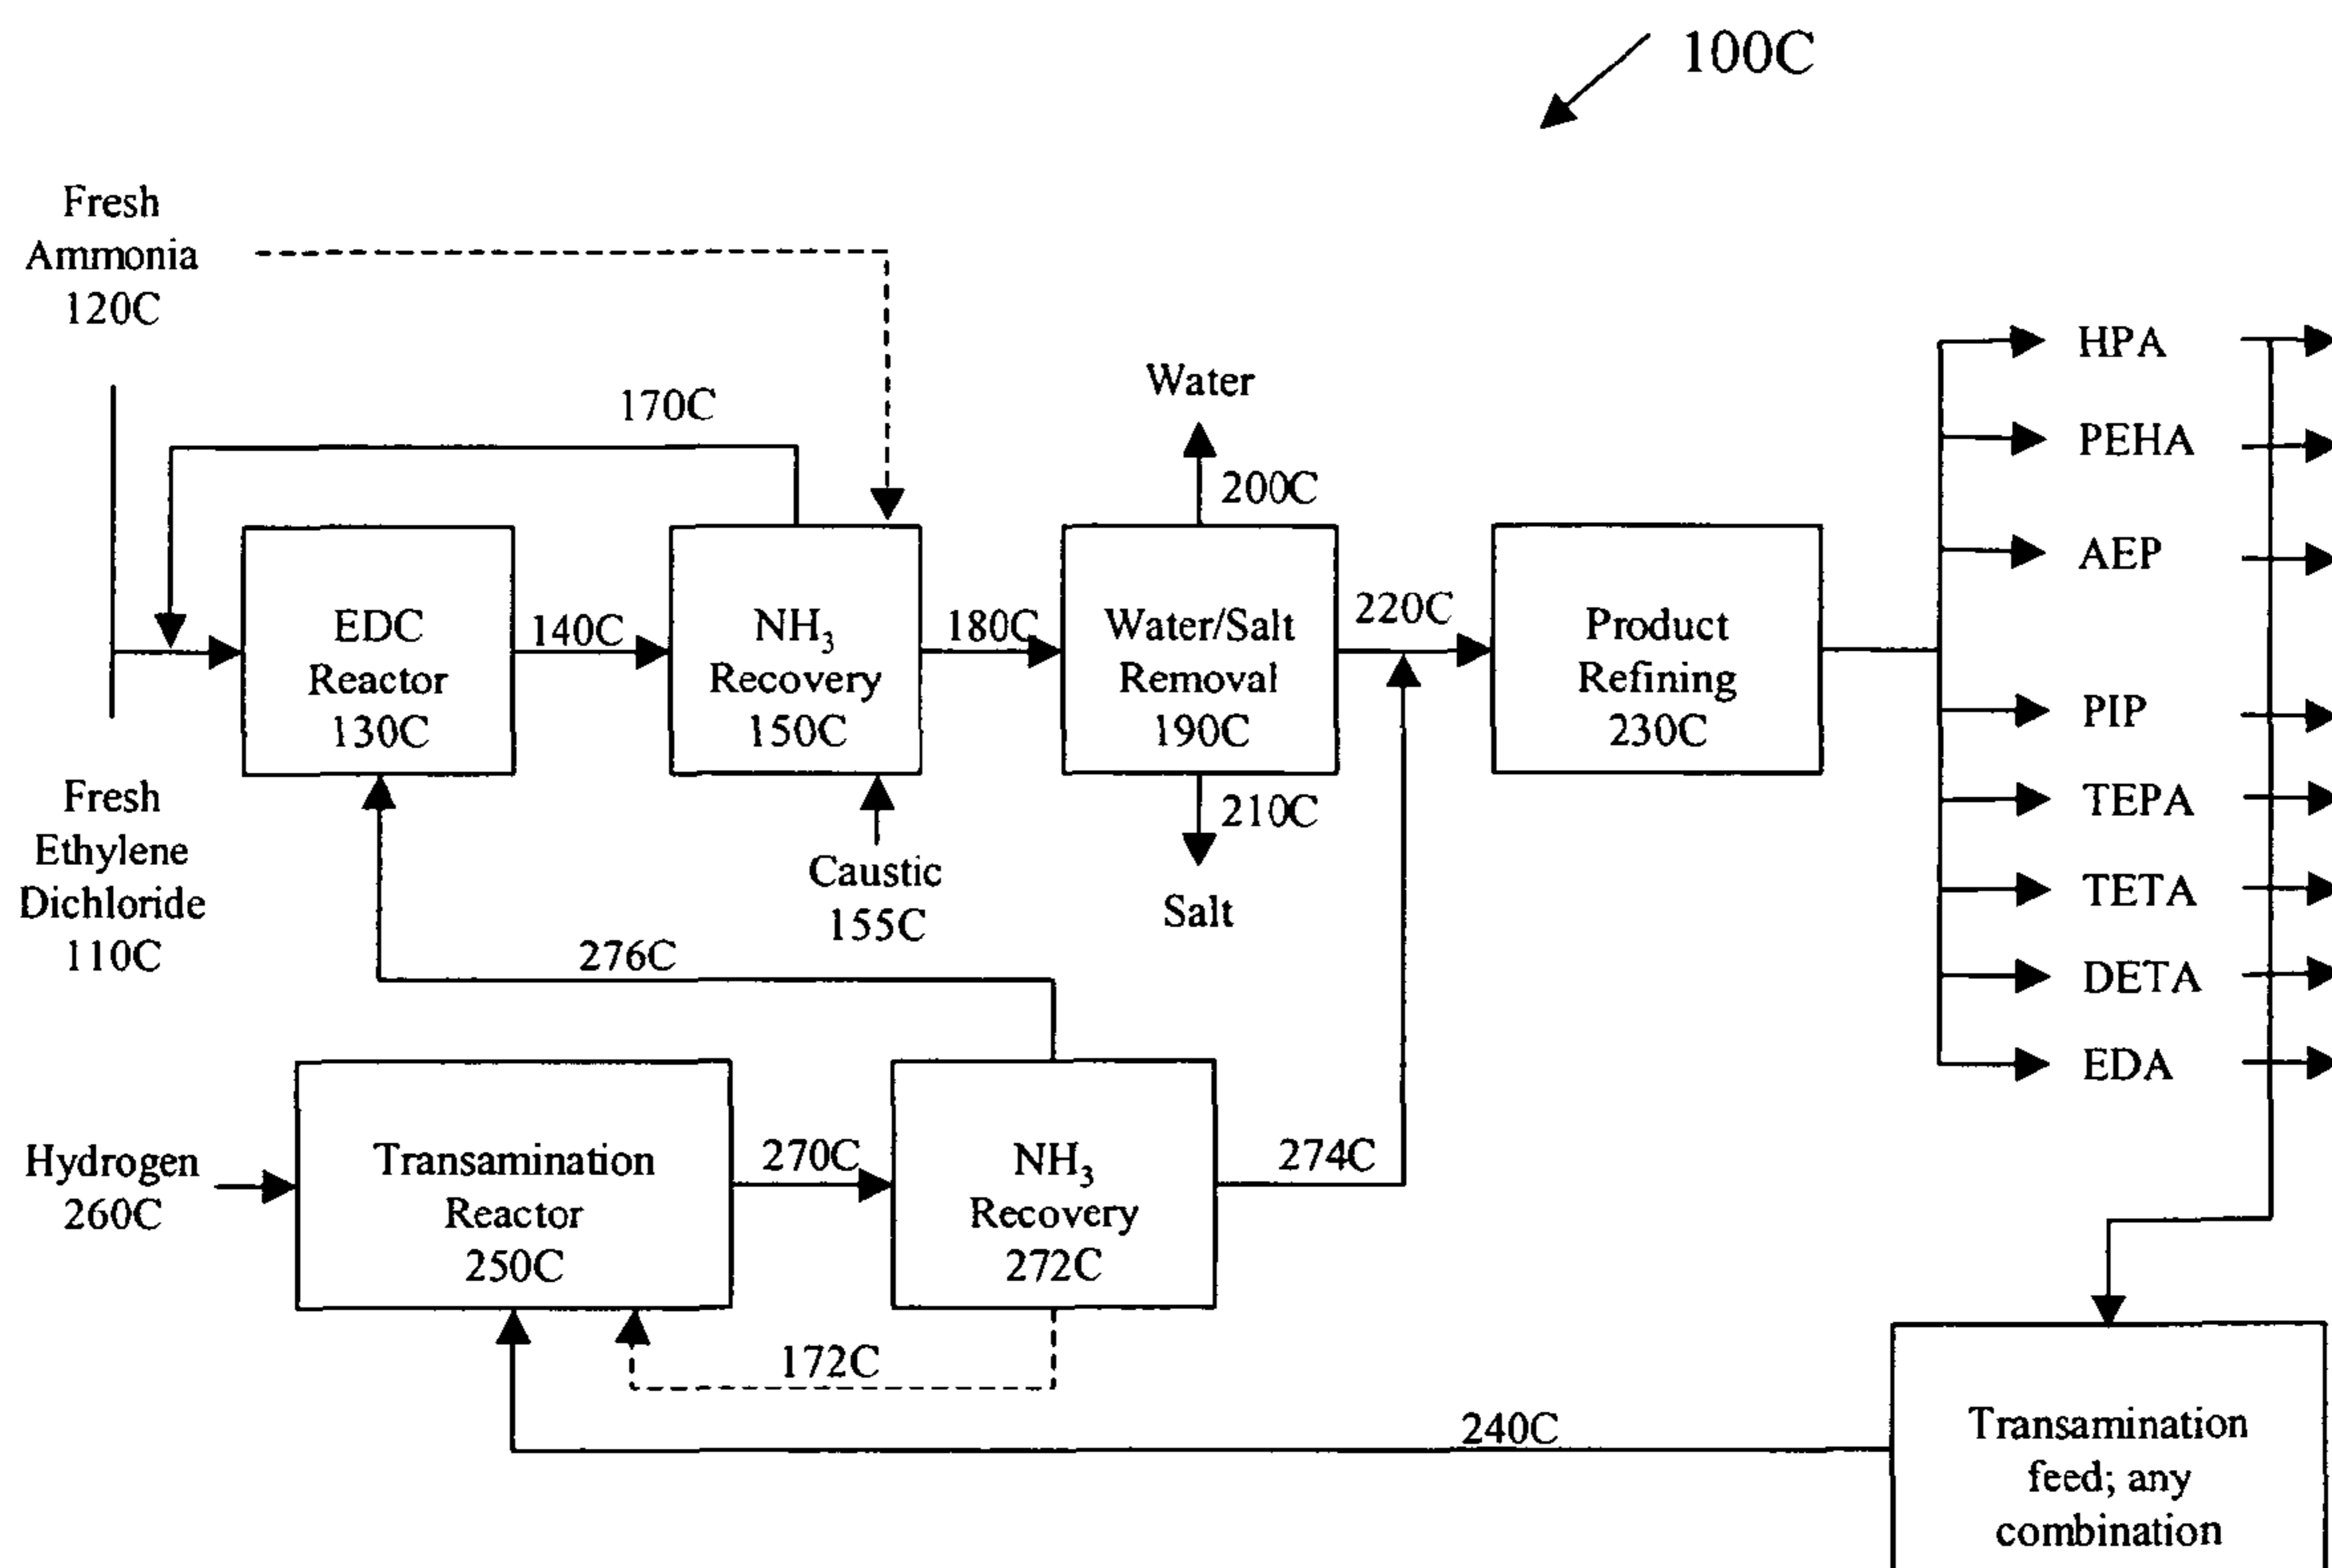 100C
Fresh
Ammonia
120C
170C
Water
200C
HPA
PEHA
AEP
PIP
TEPA
TETA
DETA
EDA
EDC
Reactor
130C
140C
NH3
Recovery
150C
180C
Water/Salt
Removal
190C
220C
Product
Refining
230C
Fresh
Ethylene
Dichloride
110C
Caustic
155C
210C
Salt
276C
Hydrogen
260C
Transamination
Reactor
250C
270C
NH3
Recovery
272C
274C
172C
240C
Transamination
feed; any
combination